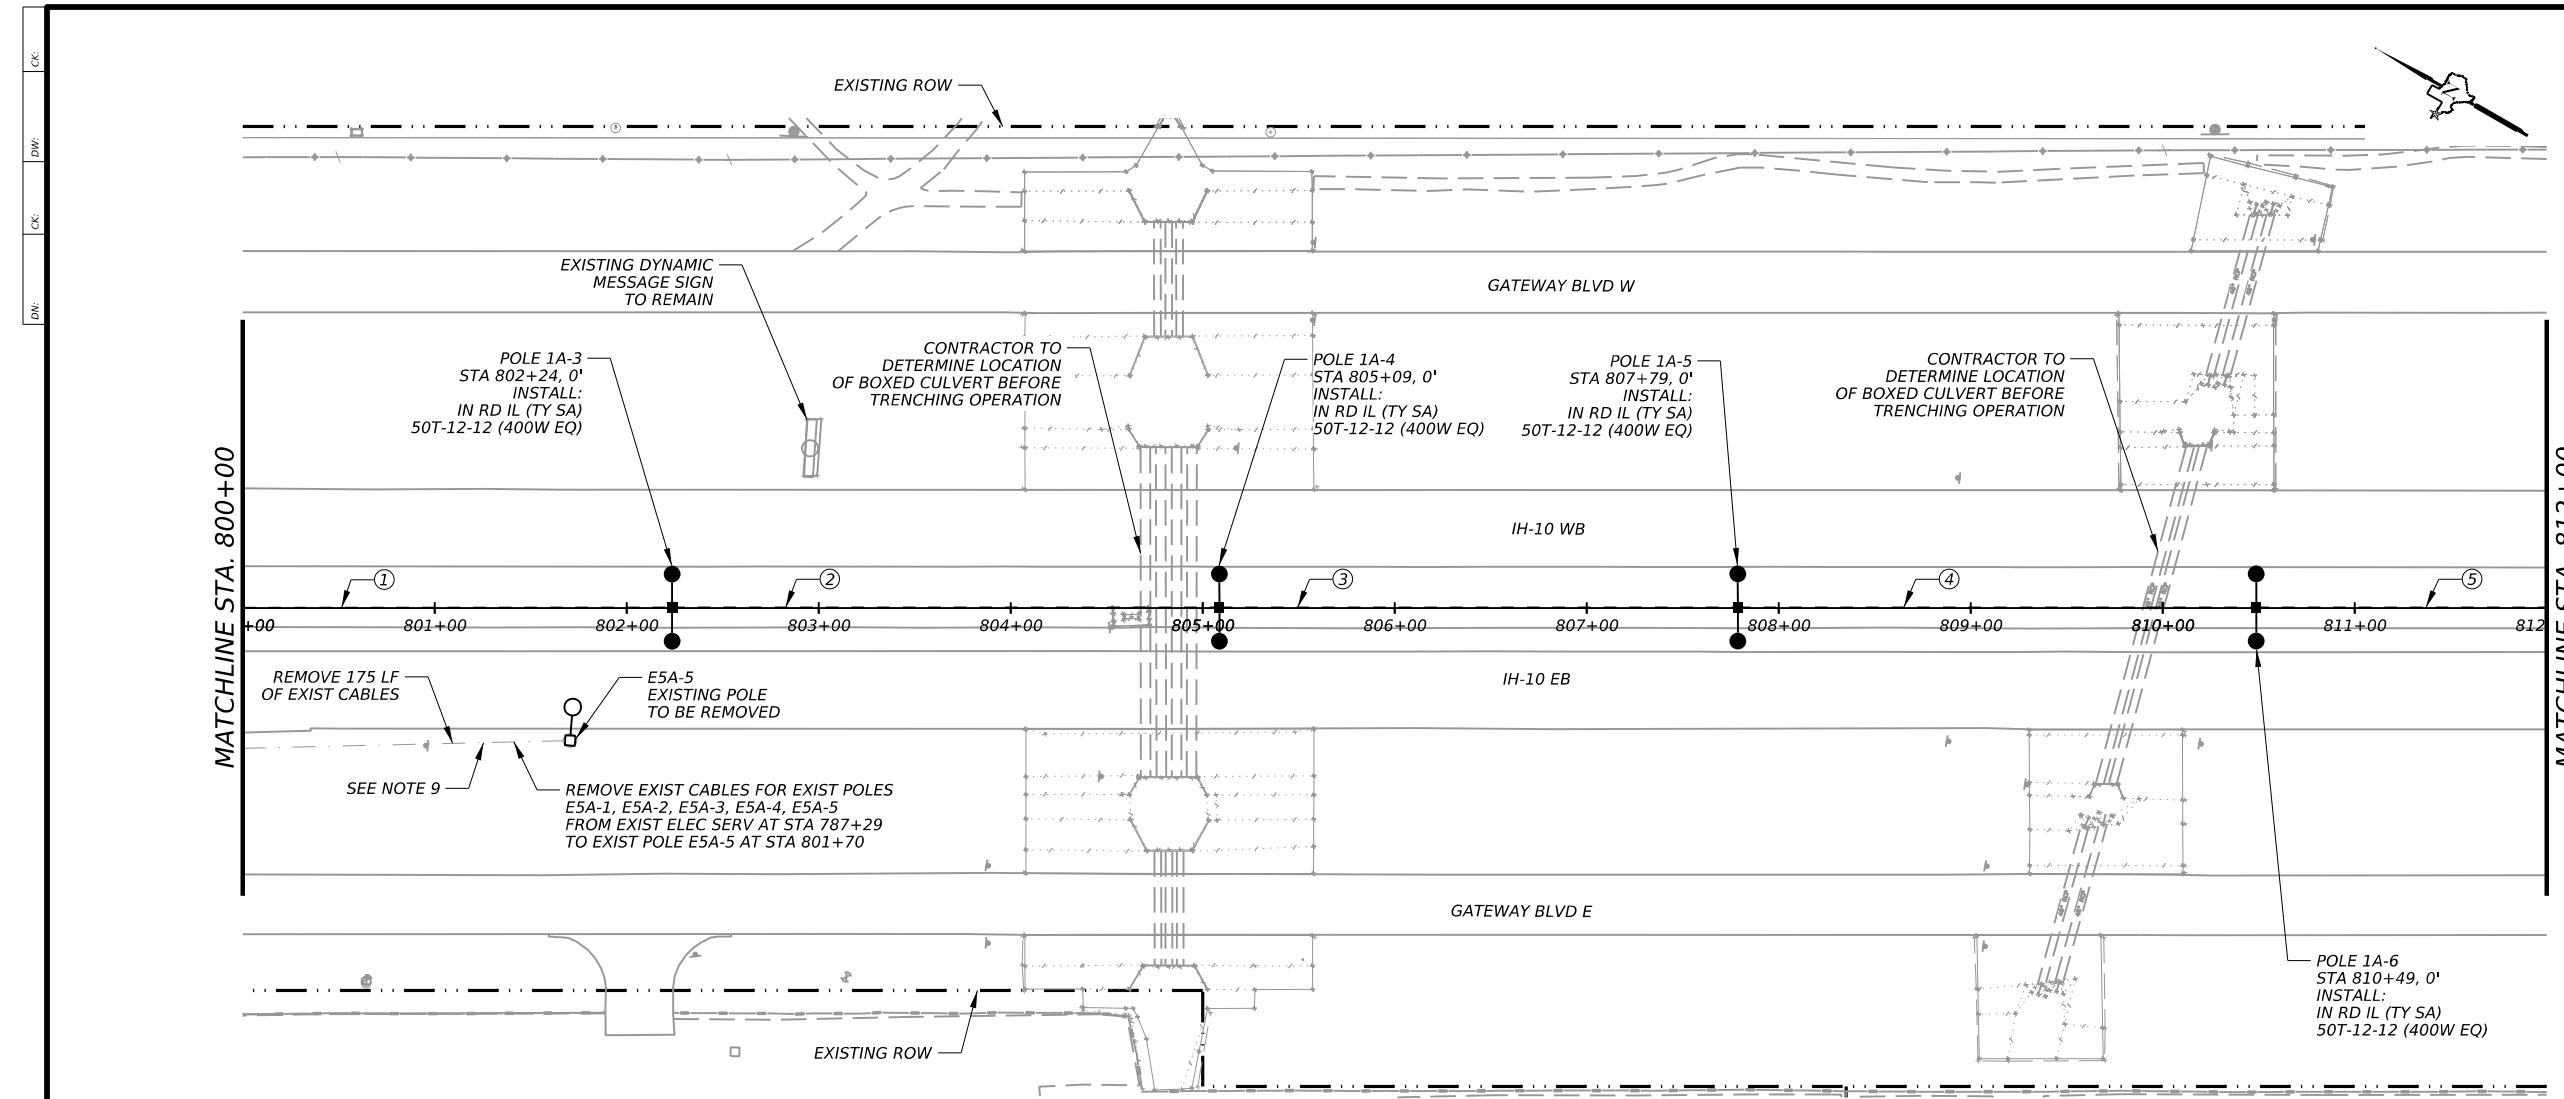 CK:
DW:
CK:
DN:
EXISTING ROW
EXISTING DYNAMIC
MESSAGE SIGN
TO REMAIN
GATEWAY BLVD W
POLE 1A-3
STA 802+24, 0'
INSTALL:
IN RD IL (TY SA)
50T-12-12 (400W EQ)
CONTRACTOR TO
DETERMINE LOCATION
OF BOXED CULVERT BEFORE
TRENCHING OPERATION
POLE 1A-4
STA 805+09, 0'
INSTALL:
IN RD IL (TY SA)
50T-12-12 (400W EQ)
POLE 1A-5
STA 807+79, 0'
INSTALL:
IN RD IL (TY SA)
50T-12-12 (400W EQ)
CONTRACTOR TO
DETERMINE LOCATION
OF BOXED CULVERT BEFORE
TRENCHING OPERATION
MATCHLINE STA. 800+00
IH-10 WB
1
2
3
4
5
+00
801+00
802+00
803+00
804+00
805+00
806+00
807+00
808+00
809+00
810+00
811+00
812
MATCHLINE STA. 812+00
REMOVE 175 LF
OF EXIST CABLES
E5A-5
EXISTING POLE
TO BE REMOVED
IH-10 EB
SEE NOTE 9
REMOVE EXIST CABLES FOR EXIST POLES
E5A-1, E5A-2, E5A-3, E5A-4, E5A-5
FROM EXIST ELEC SERV AT STA 787+29
TO EXIST POLE E5A-5 AT STA 801+70
GATEWAY BLVD E
POLE 1A-6
STA 810+49, 0'
INSTALL:
IN RD IL (TY SA)
50T-12-12 (400W EQ)
EXISTING ROW